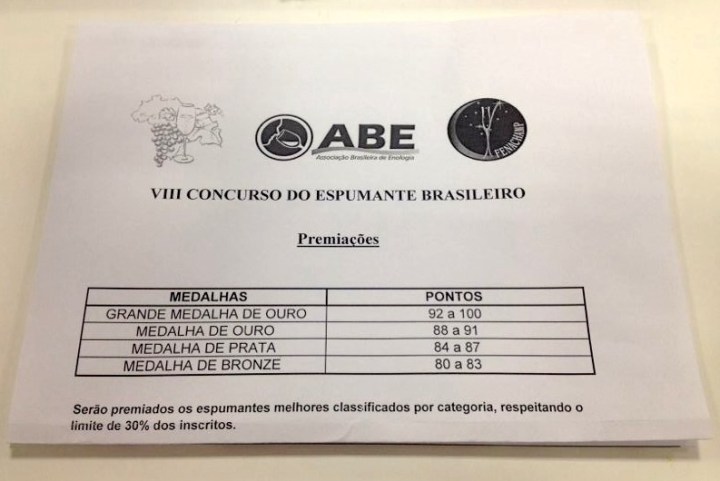 ABE
Associação Brasileira de Enologia
FENACHAMP
VIII CONCURSO DO ESPUMANTE BRASILEIRO
Premiações
MEDALHAS PONTOS
GRANDE MEDALHA DE OURO 92 a 100
MEDALHA DE OURO 88 a 91
MEDALHA DE PRATA 84 a 87
MEDALHA DE BRONZE 80 a 83
Serão premiados os espumantes melhores classificados por categoria, respeitando o
limite de 30% dos inscritos.